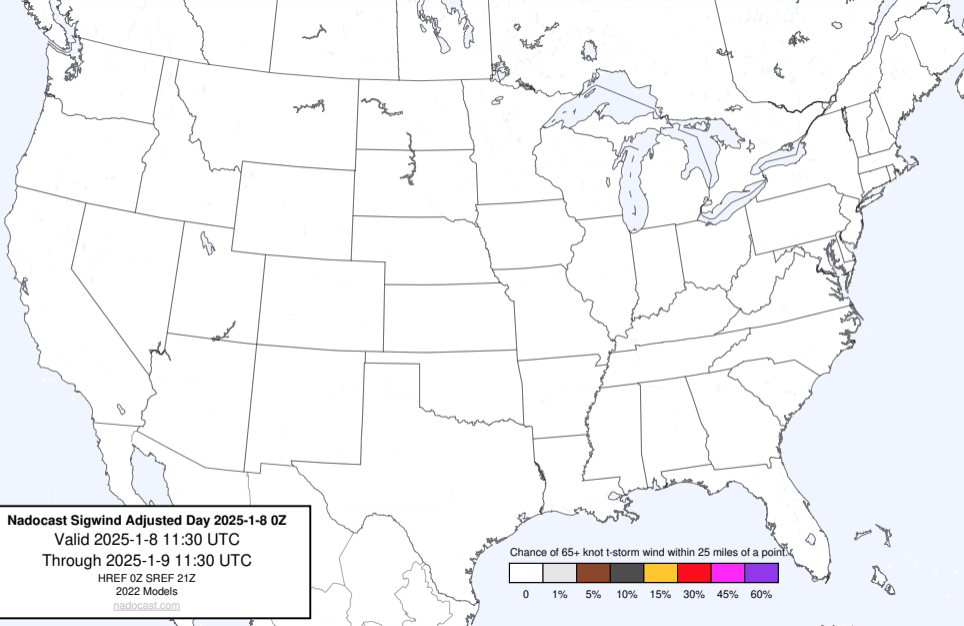 Nadocast Sigwind Adjusted Day 2025-1-8 0Z
Valid 2025-1-8 11:30 UTC
Through 2025-1-9 11:30 UTC
HREF 0Z SREF 21Z
2022 Models
nadocast.com
Chance of 65+ knot t-storm wind within 25 miles of a point.
0 1% 5% 10% 15% 30% 45% 60%